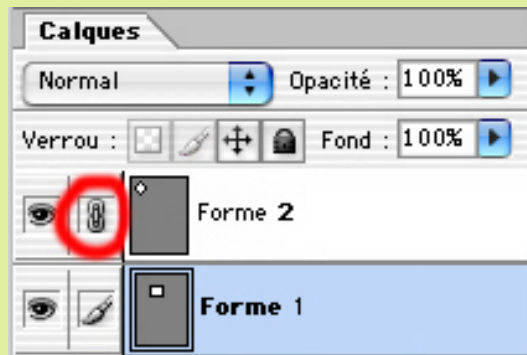 Calques
Normal Opacité : 100%
Verrou : Fond : 100%
Forme 2
Forme 1